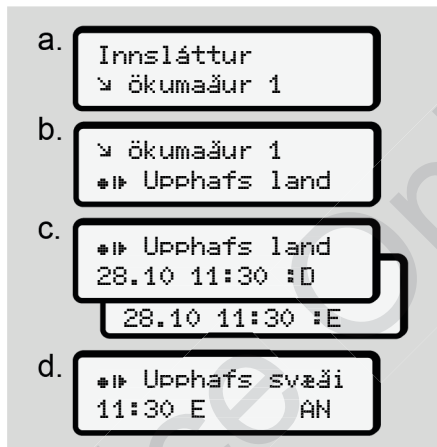 a.
Innsláttur
ökumaður 1
b.
ökumaður 1
Upphafs land
c.
Upphafs land
28.10 11:30 :D
28.10 11:30 :E
d.
Upphafs svæði
11:30 E AN